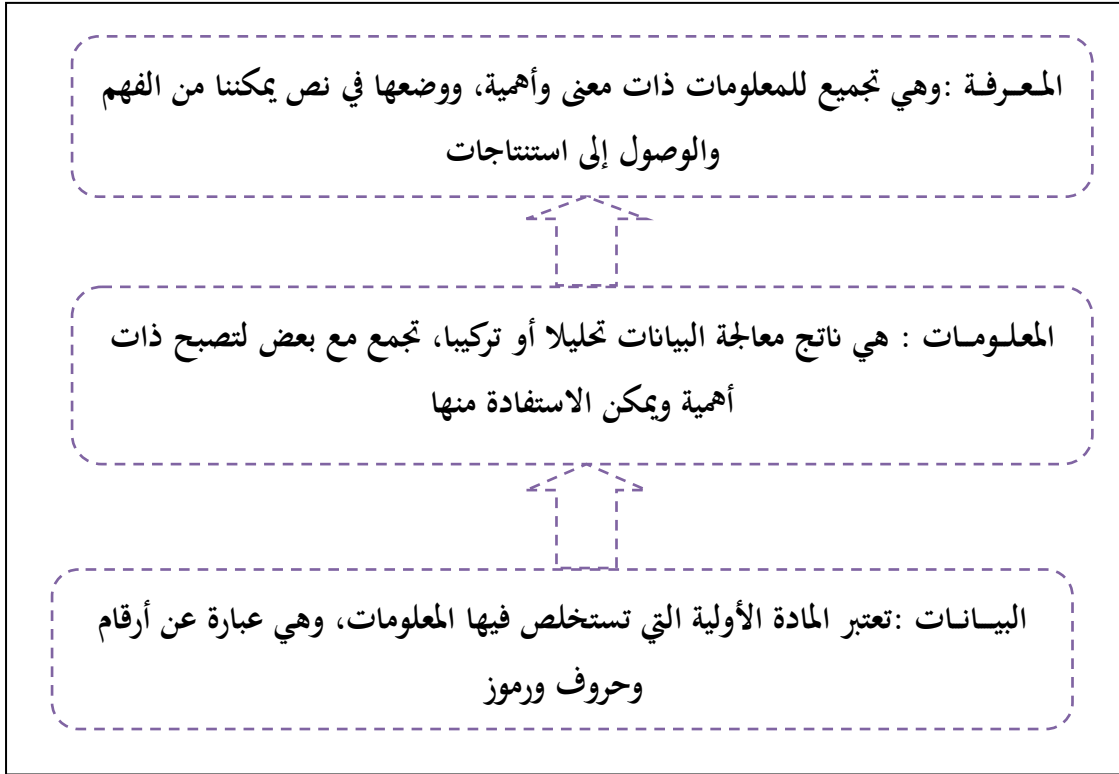 المـعـــرفـة :وهي تجميع للمعلومات ذات معنى وأهمية، ووضعها في نص يمكننا من الفهم
والوصول إلى استنتاجات
المعلـومـات : هي ناتج معالجة البيانات تحليلا أو تركيبا، تجمع مع بعض لتصبح ذات
أهمية ويمكن الاستفادة منها
البيـــانـات :تعتبر المادة الأولية التي تستخلص فيها المعلومات، وهي عبارة عن أرقام
وحروف ورموز